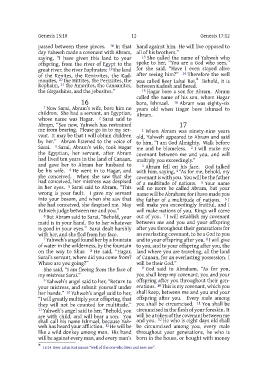 Genesis 15:18
12
Genesis 17:12
passed between these pieces. 18 In that
day Yahweh made a covenant with Abram,
saying, "I have given this land to your
offspring, from the river of Egypt to the
great river, the river Euphrates: 19 the land
of the Kenites, the Kenizzites, the Kad-
monites, 20 the Hittites, the Perizzites, the
Rephaim, 21 the Amorites, the Canaanites,
the Girgashites, and the Jebusites."
16
1 Now Sarai, Abram's wife, bore him no
children. She had a servant, an Egyptian,
whose name was Hagar. 2 Sarai said to
Abram, "See now, Yahweh has restrained
me from bearing. Please go in to my ser-
vant. It may be that I will obtain children
by her." Abram listened to the voice of
Sarai. 3 Sarai, Abram's wife, took Hagar
the Egyptian, her servant, after Abram
had lived ten years in the land of Canaan,
and gave her to Abram her husband to
be his wife. 4 He went in to Hagar, and
she conceived. When she saw that she
had conceived, her mistress was despised
in her eyes. 5 Sarai said to Abram, "This
wrong is your fault. I gave my servant
into your bosom, and when she saw that
she had conceived, she despised me. May
Yahweh judge between me and you."
6 But Abram said to Sarai, "Behold, your
maid is in your hand. Do to her whatever
is good in your eyes." Sarai dealt harshly
with her, and she fled from her face.
7 Yahweh's angel found her by a fountain
of water in the wilderness, by the fountain
on the way to Shur. 8 He said, "Hagar,
Sarai's servant, where did you come from?
Where are you going?"
She said, "I am fleeing from the face of
my mistress Sarai."
9 Yahweh's angel said to her, "Return to
your mistress, and submit yourself under
her hands." 10 Yahweh's angel said to her,
"I will greatly multiply your offspring, that
they will not be counted for multitude."
11 Yahweh's angel said to her, "Behold, you
are with child, and will bear a son. You
shall call his name Ishmael, because Yah-
weh has heard your affliction. 12 He will be
like a wild donkey among men. His hand
will be against every man, and every man's
hand against him. He will live opposed to
all of his brothers."
13 She called the name of Yahweh who
spoke to her, "You are a God who sees,"
for she said, "Have I even stayed alive
after seeing him?" 14 Therefore the well
was called Beer Lahai Roi. Behold, it is
between Kadesh and Bered.
15 Hagar bore a son for Abram. Abram
called the name of his son, whom Hagar
bore, Ishmael. 16 Abram was eighty-six
years old when Hagar bore Ishmael to
Abram.
17
1 When Abram was ninety-nine years
old, Yahweh appeared to Abram and said
to him, "I am God Almighty. Walk before
me and be blameless. 2 I will make my
covenant between me and you, and will
multiply you exceedingly."
3 Abram fell on his face. God talked
with him, saying, 4 "As for me, behold, my
covenant is with you. You will be the father
of a multitude of nations. 5 Your name
will no more be called Abram, but your
name will be Abraham; for I have made you
the father of a multitude of nations. 6 I
will make you exceedingly fruitful, and I
will make nations of you. Kings will come
out of you. 7 I will establish my covenant
between me and you and your offspring
after you throughout their generations for
an everlasting covenant, to be a God to you
and to your offspring after you. 8 I will give
to you, and to your offspring after you, the
land where you are traveling, all the land
of Canaan, for an everlasting possession. I
will be their God."
9 God said to Abraham, "As for you,
you shall keep my covenant, you and your
offspring after you throughout their gen-
erations. 10 This is my covenant, which you
shall keep, between me and you and your
offspring after you. Every male among
you shall be circumcised. 11 You shall be
circumcised in the flesh of your foreskin. It
will be a token of the covenant between me
and you. 12 He who is eight days old shall
be circumcised among you, every male
throughout your generations, he who is
born in the house, or bought with money